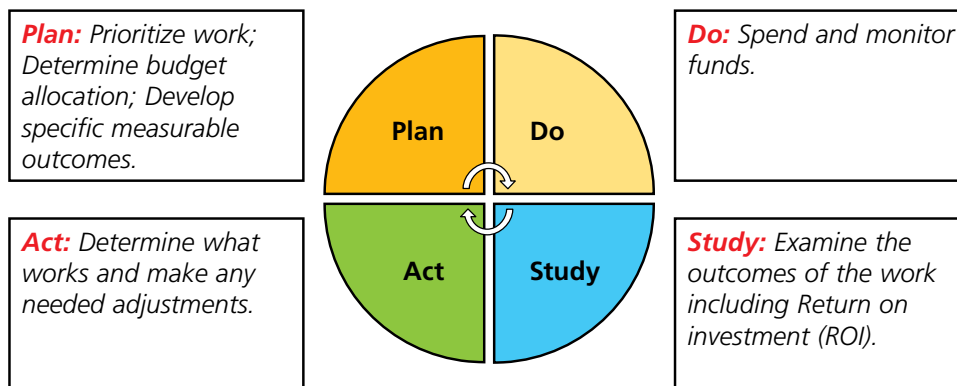 Plan: Prioritize work;
Determine budget
allocation; Develop
specific measurable
outcomes.
Plan
Do
Do: Spend and monitor
funds.
Act: Determine what
works and make any
needed adjustments.
Act
Study
Study: Examine the
outcomes of the work
including Return on
investment (ROI).